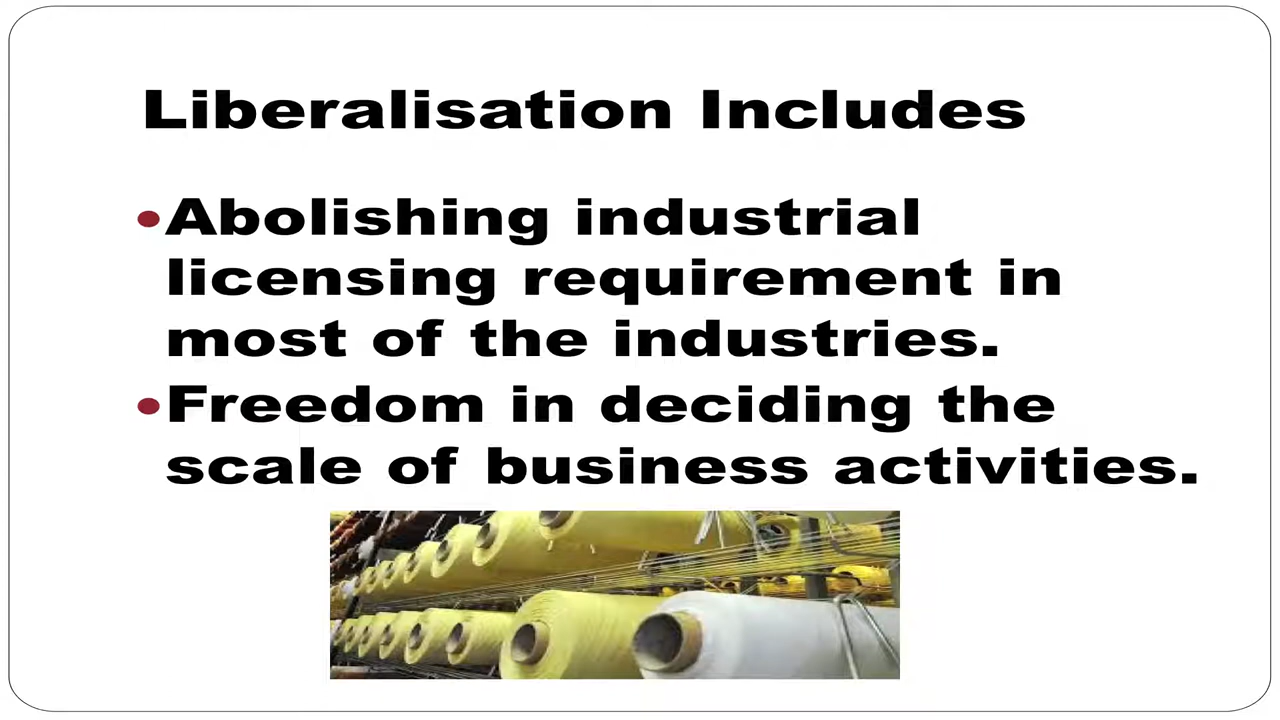 Liberalisation Includes
•Abolishing industrial
licensing requirement in
most of the industries.
•Freedom in deciding the
scale of business activities.